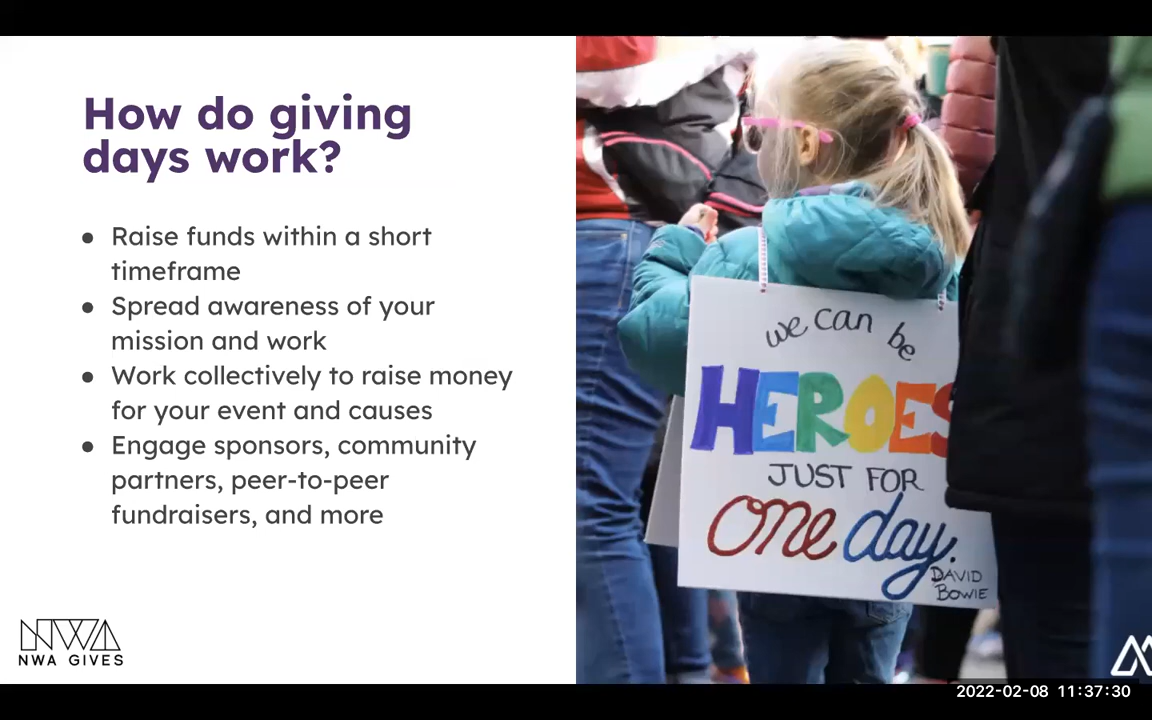 How do giving
days work?
● Raise funds within a short
timeframe
● Spread awareness of your
mission and work
● Work collectively to raise money
for your event and causes
● Engage sponsors, community
partners, peer-to-peer
fundraisers, and more
NWA
NWA GIVES
we can be
HEROES
JUST FOR
one day.
DAVID
BOWIE
2022-02-08 11:37:30